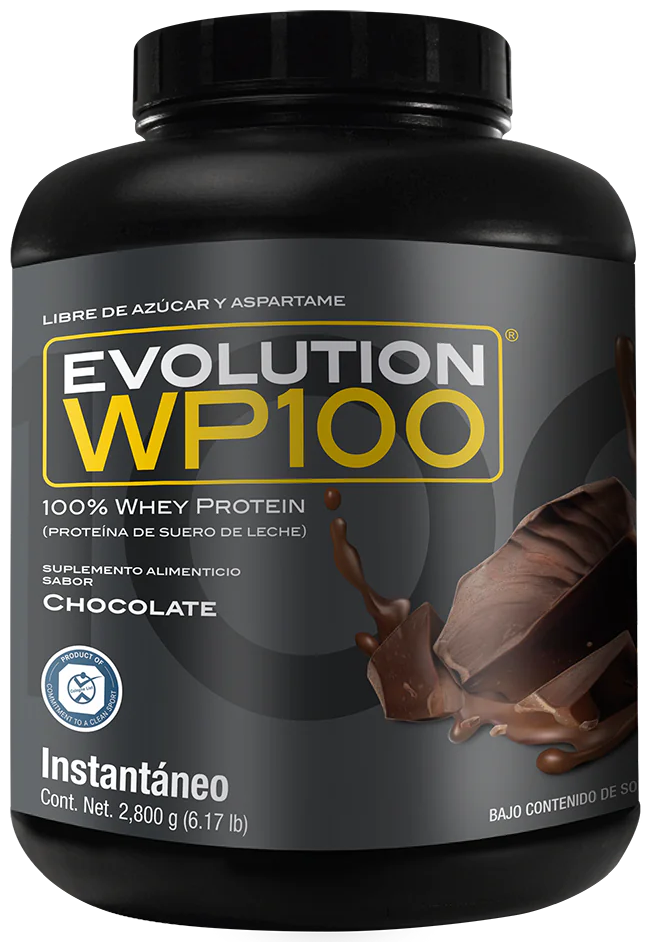 LIBRE DE AZÚCAR Y ASPARTAME
EVOLUTION®
WP100
100% WHEY PROTEIN
(PROTEÍNA DE SUERO DE LECHE)
SUPLEMENTO ALIMENTICIO
SABOR
CHOCOLATE
PRODUCT OF
COMMITMENT TO A CLEAN SPORT
Instantáneo
Cont. Net. 2,800 g (6.17 lb)
BAJO CONTENIDO DE SO